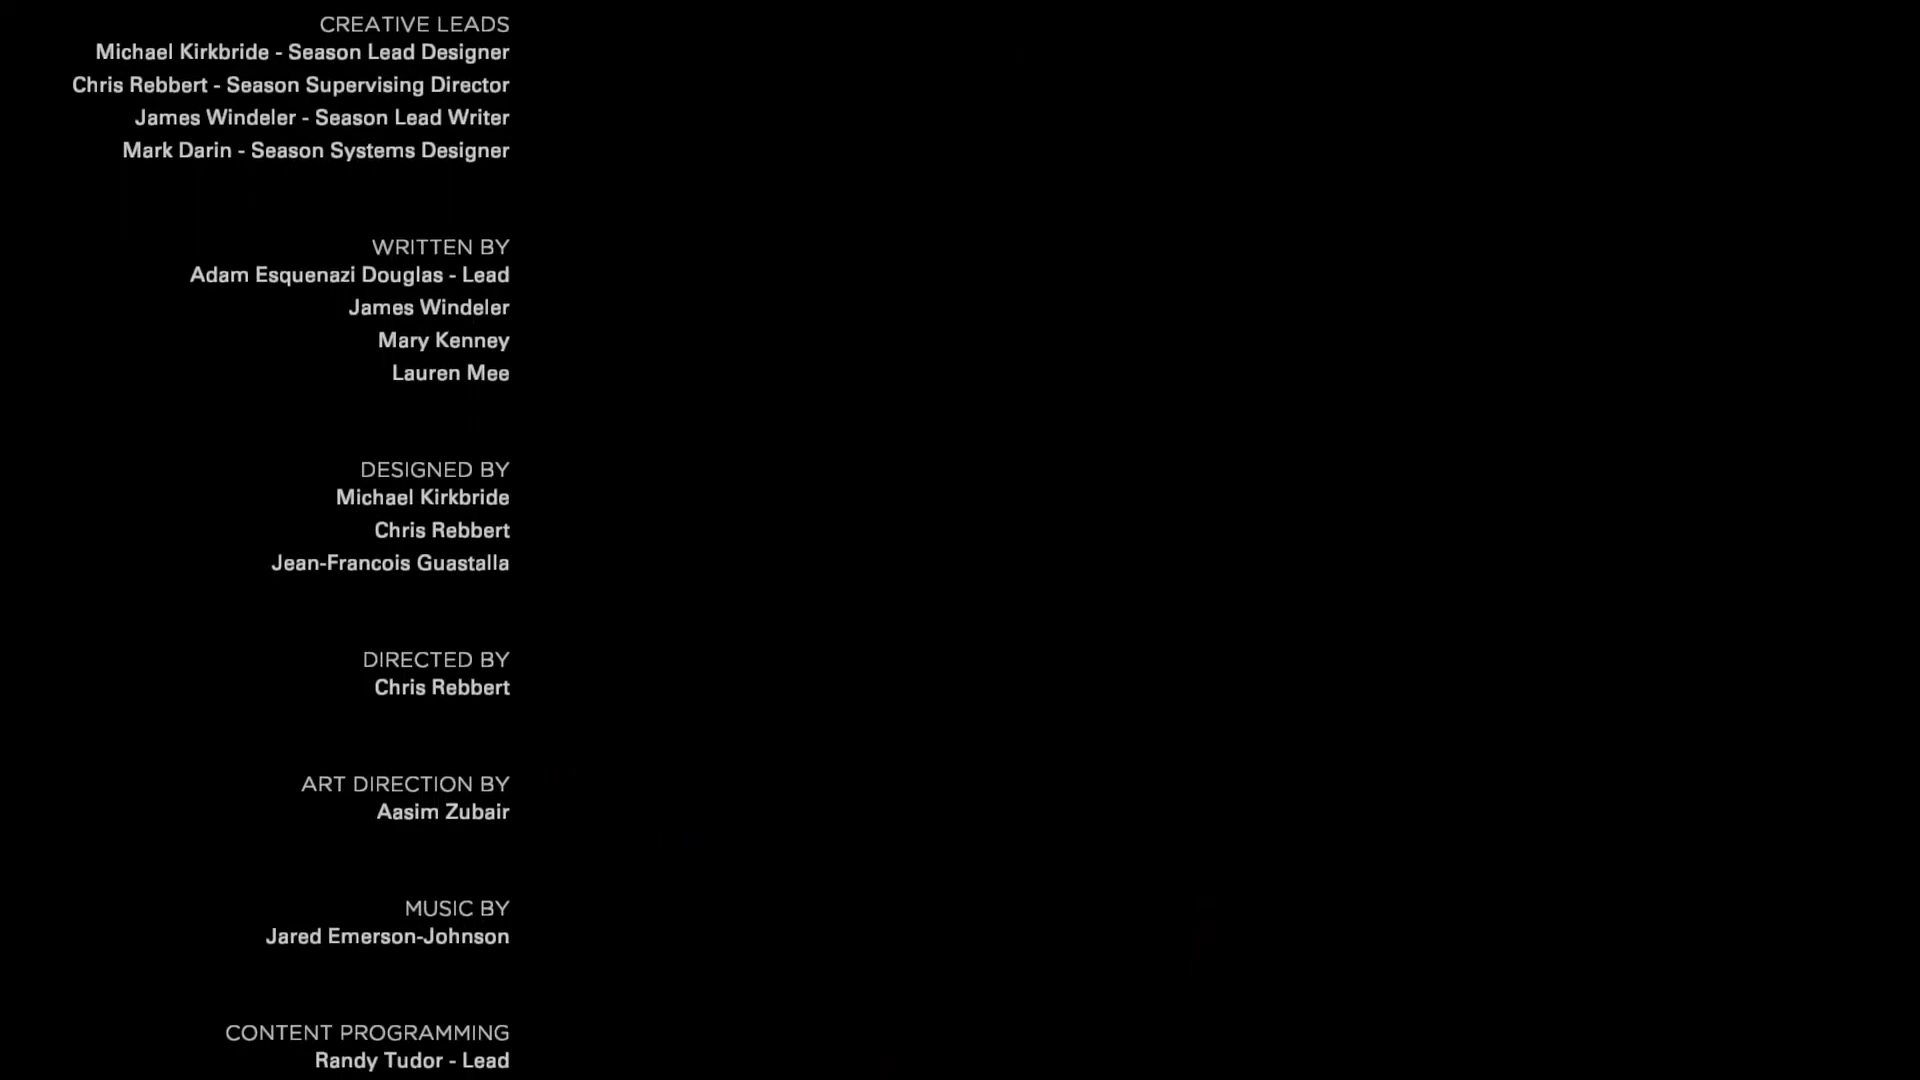 CREATIVE LEADS
Michael Kirkbride - Season Lead Designer
Chris Rebbert - Season Supervising Director
James Windeler - Season Lead Writer
Mark Darin - Season Systems Designer
WRITTEN BY
Adam Esquenazi Douglas - Lead
James Windeler
Mary Kenney
Lauren Mee
DESIGNED BY
Michael Kirkbride
Chris Rebbert
Jean-Francois Guastalla
DIRECTED BY
Chris Rebbert
ART DIRECTION BY
Aasim Zubair
MUSIC BY
Jared Emerson-Johnson
CONTENT PROGRAMMING
Randy Tudor - Lead